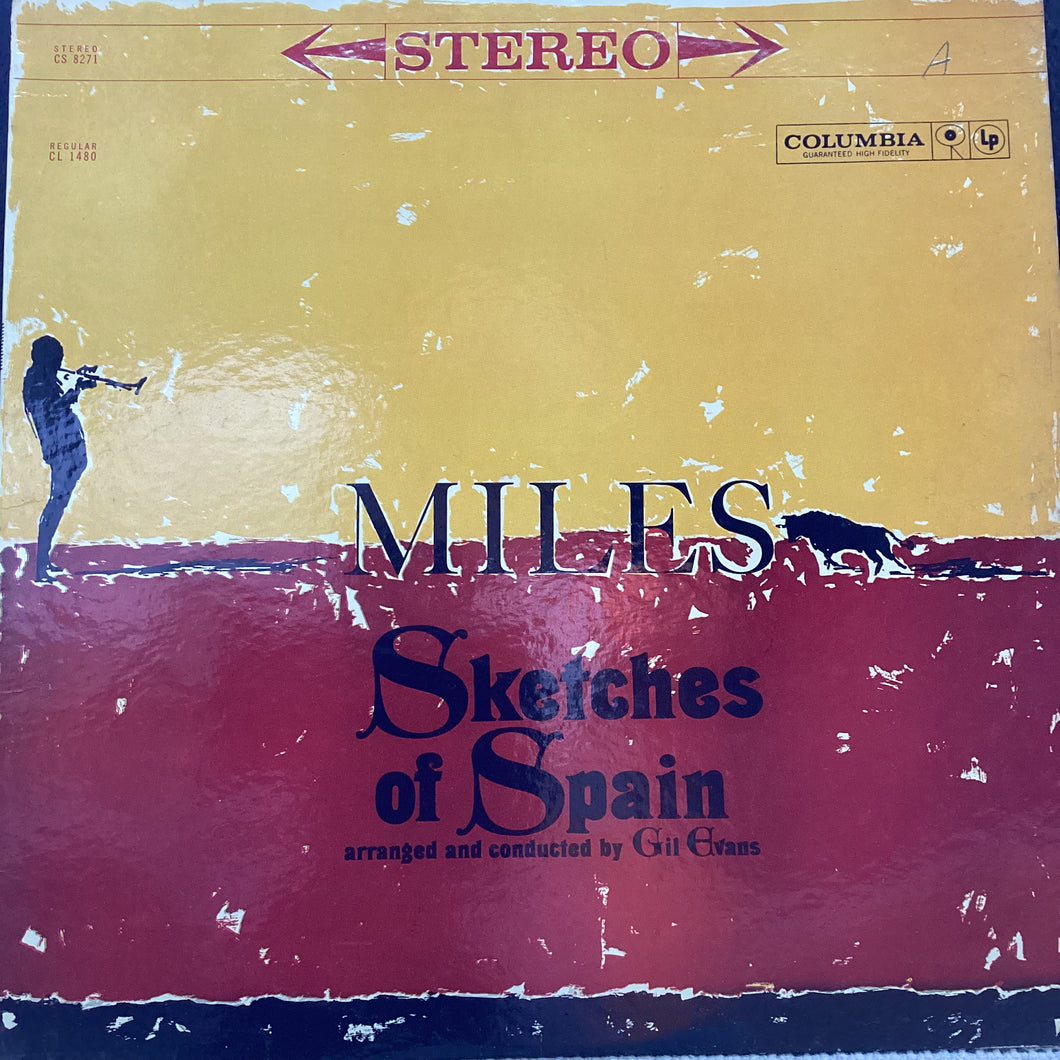 STEREO
CS 8271
STEREO
A
REGULAR
CL 1480
COLUMBIA
GUARANTEED HIGH FIDELITY
Lp
MILES
Sketches
of Spain
arranged and conducted by Gil Evans